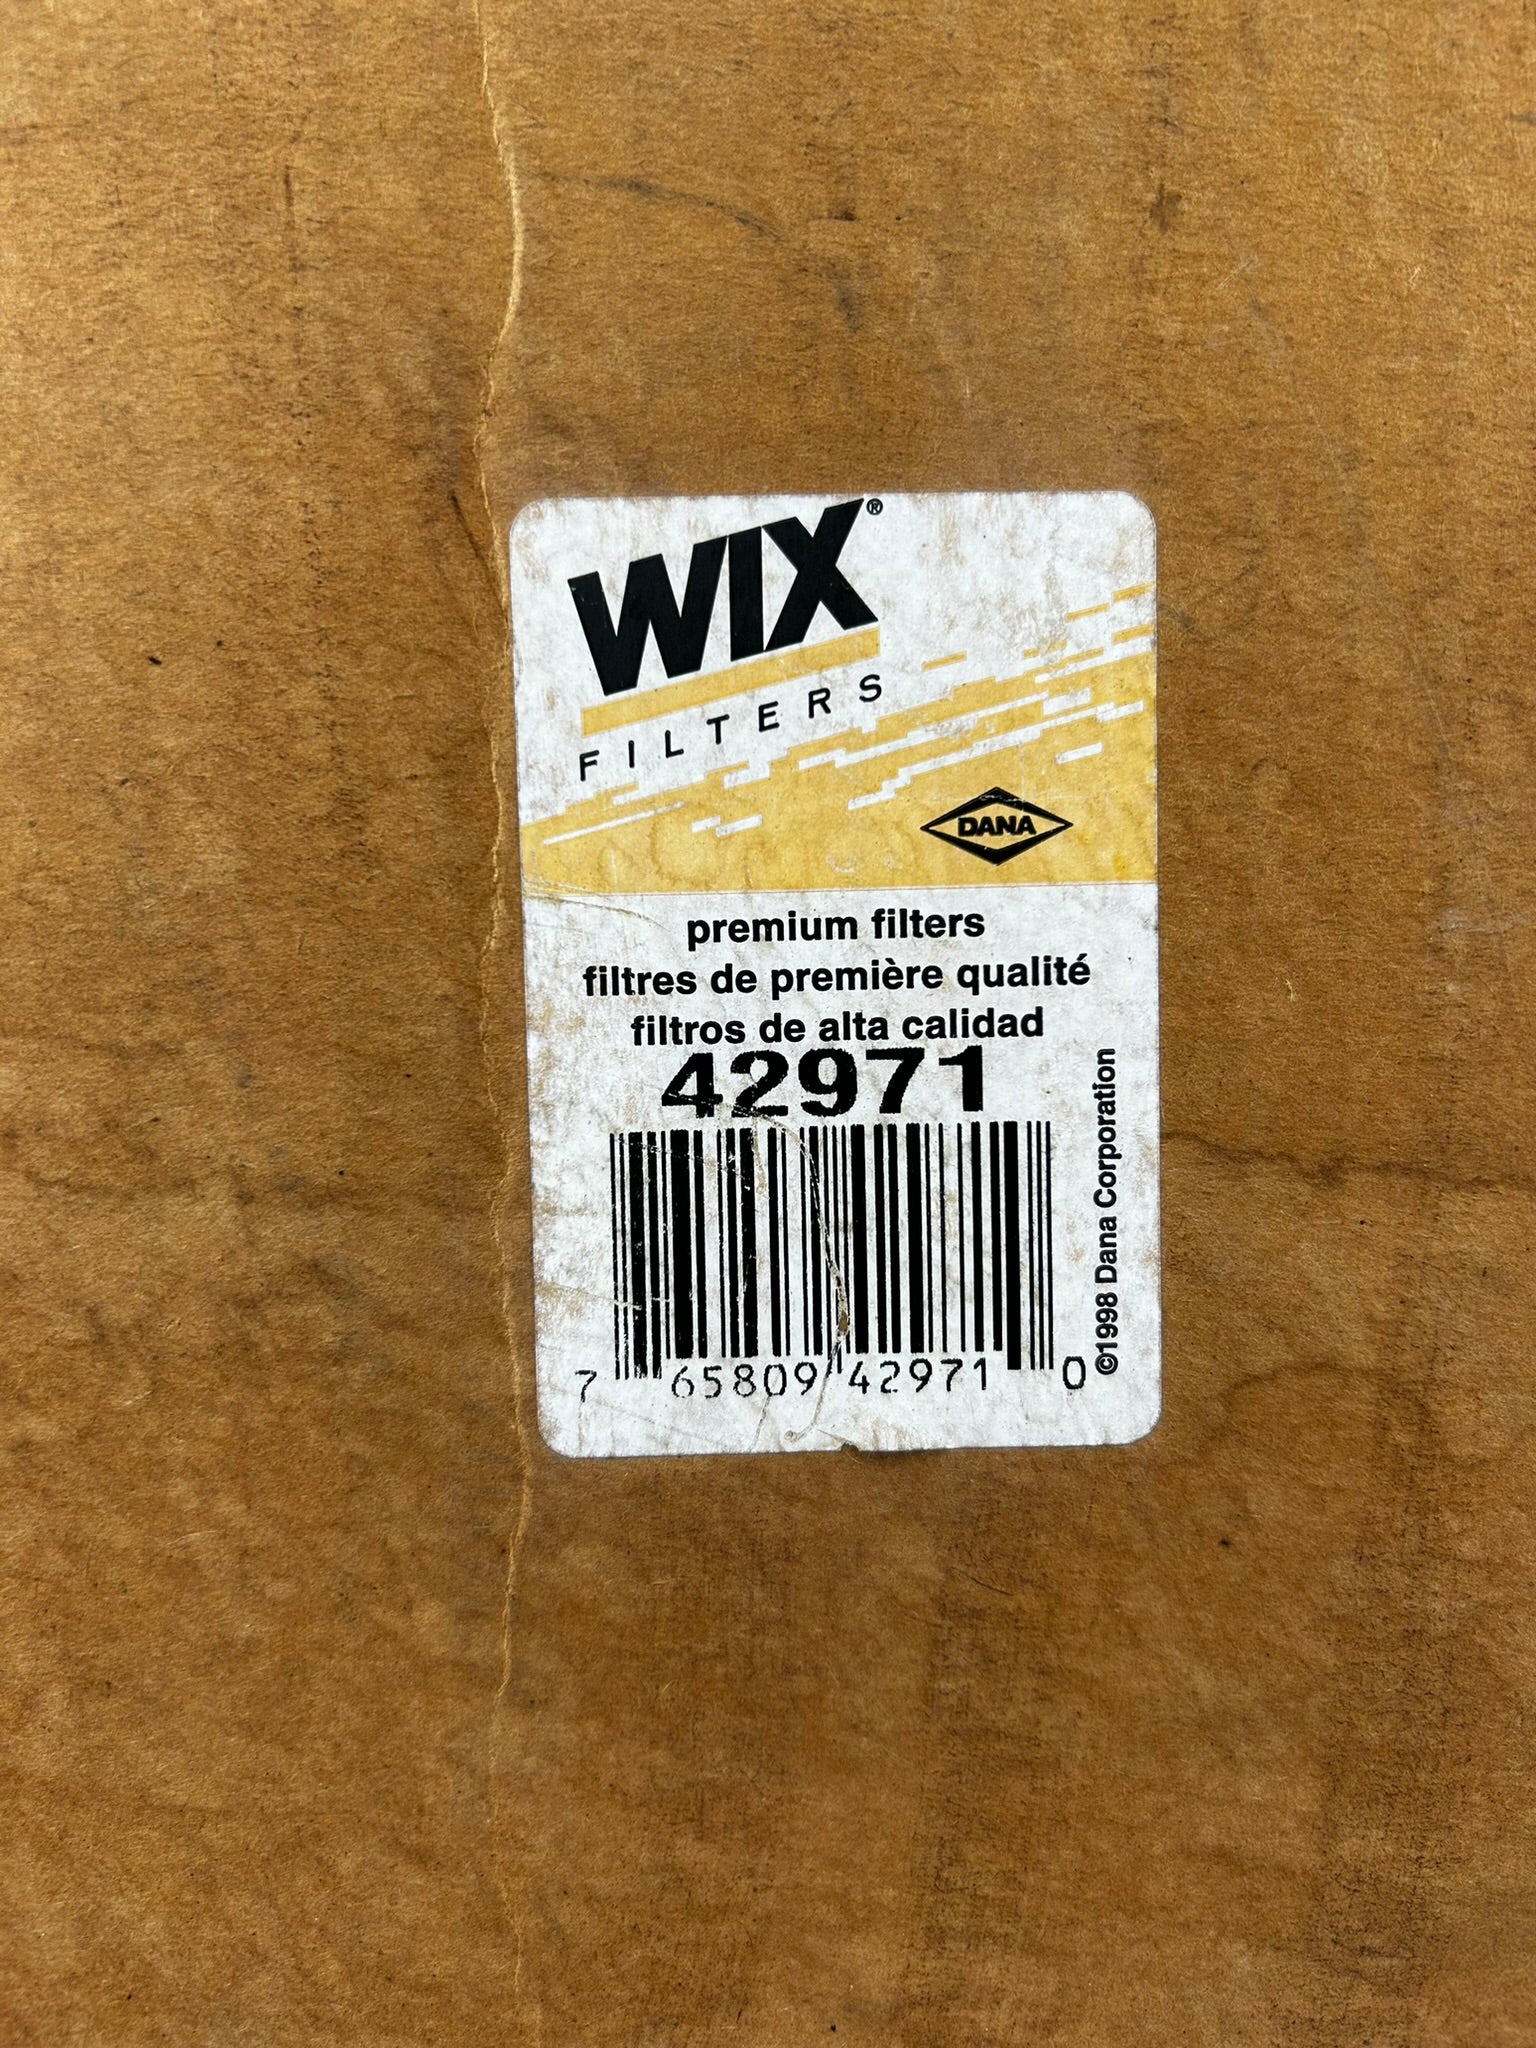 WIX®
FILTERS
DANA
premium filters
filtres de première qualité
filtros de alta calidad
42971
7 65809 42971 0
©1998 Dana Corporation